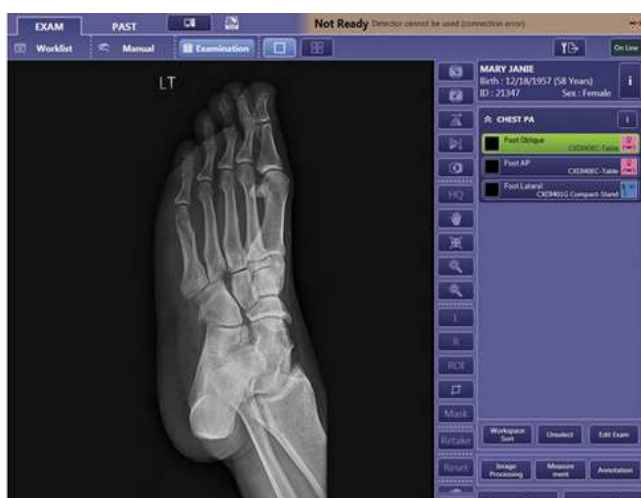 EXAM PAST
Not Ready Detector cannot be used (connection error).
Worklist Manual Examination On Line
LT
MARY JANIE
Birth : 12/18/1957 (58 Years)
ID : 21347 Sex : Female
i
CHEST PA
i
Foot Oblique
CXDI40EC-Table
Foot AP
CXDI40EC-Table
Foot Lateral
CXDI401G Compact-Stand
HQ
L
R
ROI
Mask
Retake
Reset
Workspace Sort Unselect Edit Exam
Image Processing Measurement Annotation